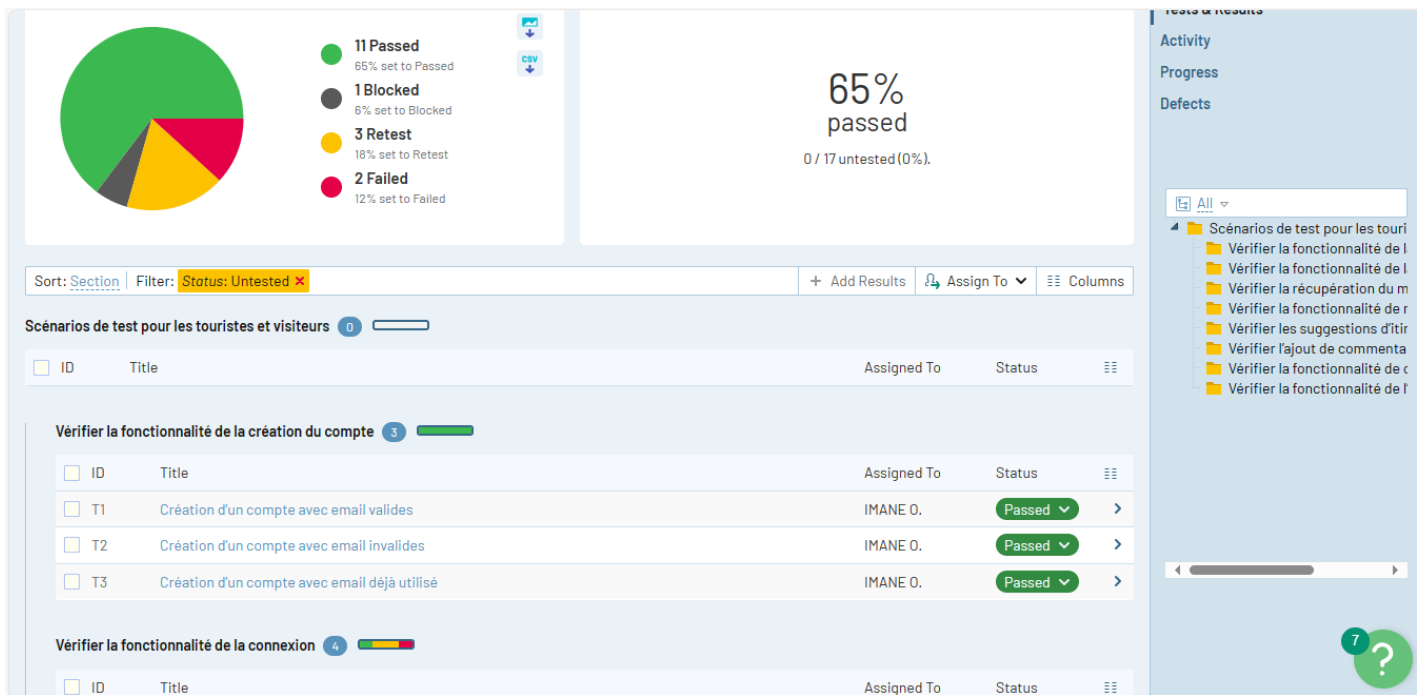 Tests & Results
11 Passed
65% set to Passed
1 Blocked
6% set to Blocked
3 Retest
18% set to Retest
2 Failed
12% set to Failed
CSV
65%
passed
0 / 17 untested (0%).
Activity
Progress
Defects
All
Scénarios de test pour les touri
Vérifier la fonctionnalité de l
Vérifier la fonctionnalité de l
Vérifier la récupération du m
Vérifier la fonctionnalité de r
Vérifier les suggestions d'itir
Vérifier l'ajout de commenta
Vérifier la fonctionnalité de c
Vérifier la fonctionnalité de l'
Sort: Section Filter: Status: Untested × + Add Results Assign To Columns
Scénarios de test pour les touristes et visiteurs 0
ID Title Assigned To Status
Vérifier la fonctionnalité de la création du compte 3
ID Title Assigned To Status
T1 Création d'un compte avec email valides IMANE O. Passed
T2 Création d'un compte avec email invalides IMANE O. Passed
T3 Création d'un compte avec email déjà utilisé IMANE O. Passed
Vérifier la fonctionnalité de la connexion 4
ID Title Assigned To Status
7
?